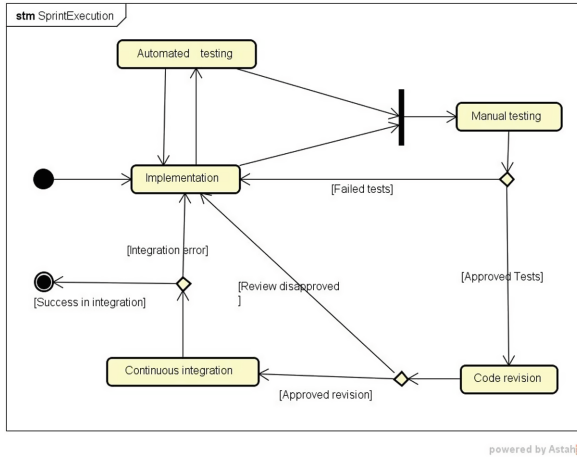 stm SprintExecution
Automated testing
Manual testing
Implementation
[Failed tests]
[Integration error]
[Approved Tests]
[Review disapproved
]
[Success in integration]
Continuous integration
Code revision
[Approved revision]
powered by Astah